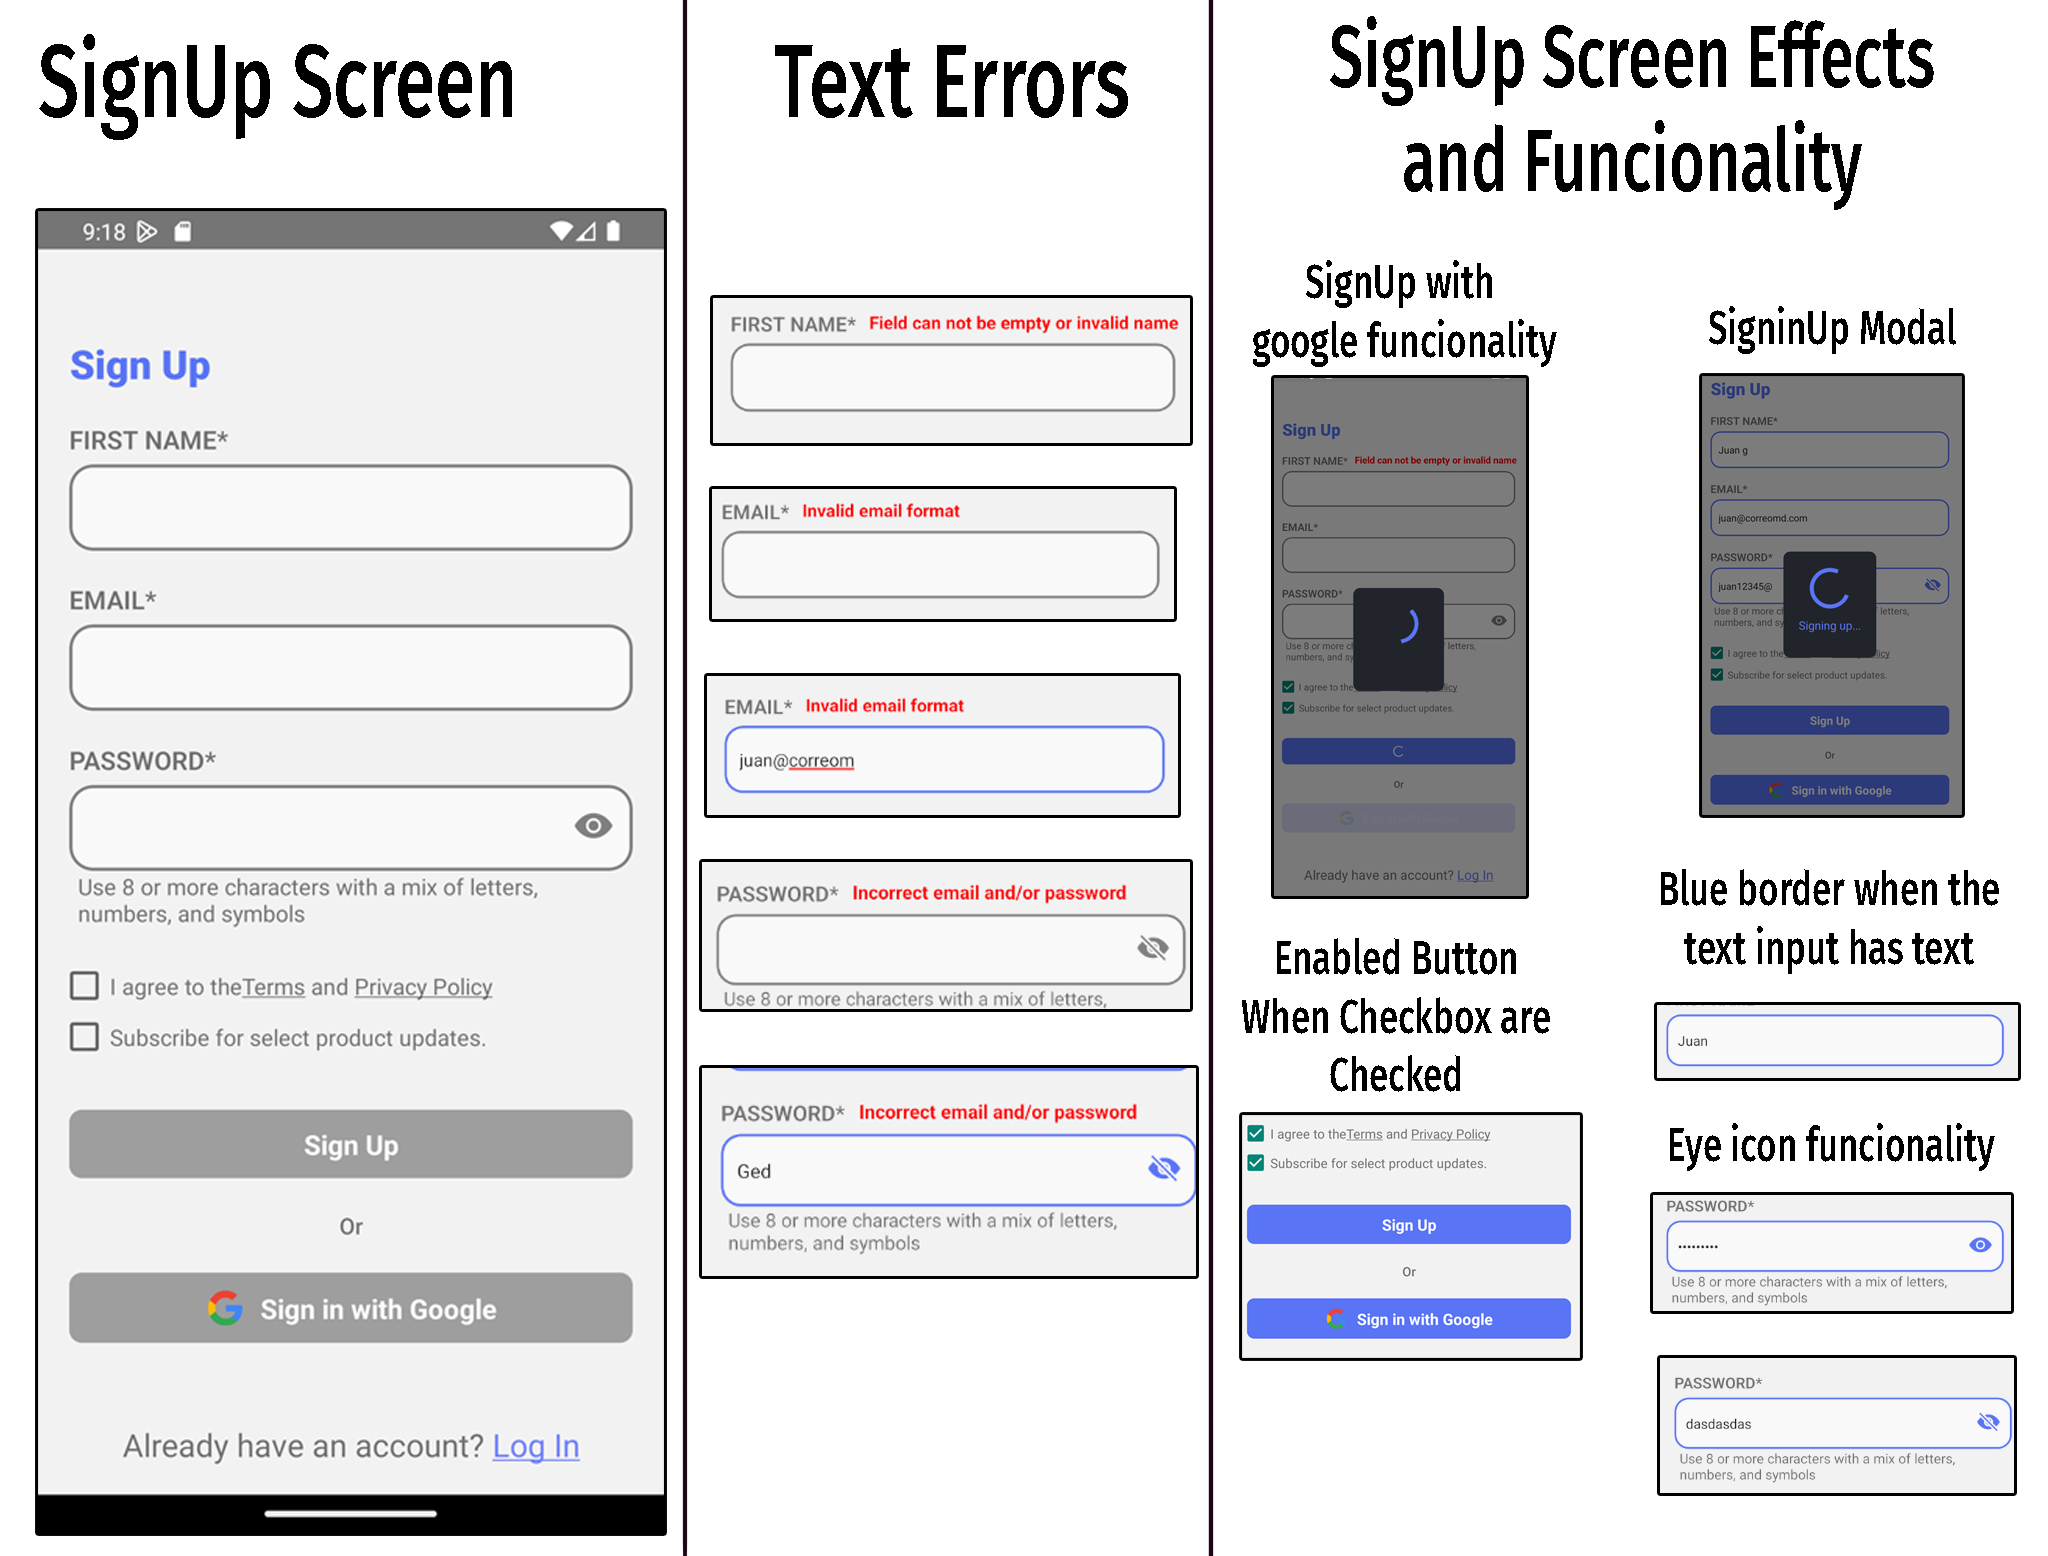 SignUp Screen
9:18
Sign Up
FIRST NAME*
EMAIL*
PASSWORD*
Use 8 or more characters with a mix of letters,
numbers, and symbols
I agree to theTerms and Privacy Policy
Subscribe for select product updates.
Sign Up
Or
Sign in with Google
Already have an account? Log In
Text Errors
FIRST NAME* Field can not be empty or invalid name
EMAIL* Invalid email format
EMAIL* Invalid email format
juan@correom
PASSWORD* Incorrect email and/or password
Use 8 or more characters with a mix of letters,
PASSWORD* Incorrect email and/or password
Ged
Use 8 or more characters with a mix of letters,
numbers, and symbols
SignUp Screen Effects
and Funcionality
SignUp with
google funcionality
Sign Up
FIRST NAME* Field can not be empty or invalid name
EMAIL*
PASSWORD*
Use 8 or more c letters,
numbers, and sy
I agree to the licy
Subscribe for select product updates.
Or
Sign in with Google
Already have an account? Log In
Enabled Button
When Checkbox are
Checked
I agree to theTerms and Privacy Policy
Subscribe for select product updates.
Sign Up
Or
Sign in with Google
SigninUp Modal
Sign Up
FIRST NAME*
Juan g
EMAIL*
juan@correomd.com
PASSWORD*
juan12345@
Use 8 or more c letters,
numbers, and sy
Signing up...
I agree to the licy
Subscribe for select product updates.
Sign Up
Or
Sign in with Google
Blue border when the
text input has text
Juan
Eye icon funcionality
PASSWORD*
•••••••••
Use 8 or more characters with a mix of letters,
numbers, and symbols
PASSWORD*
dasdasdas
Use 8 or more characters with a mix of letters,
numbers, and symbols